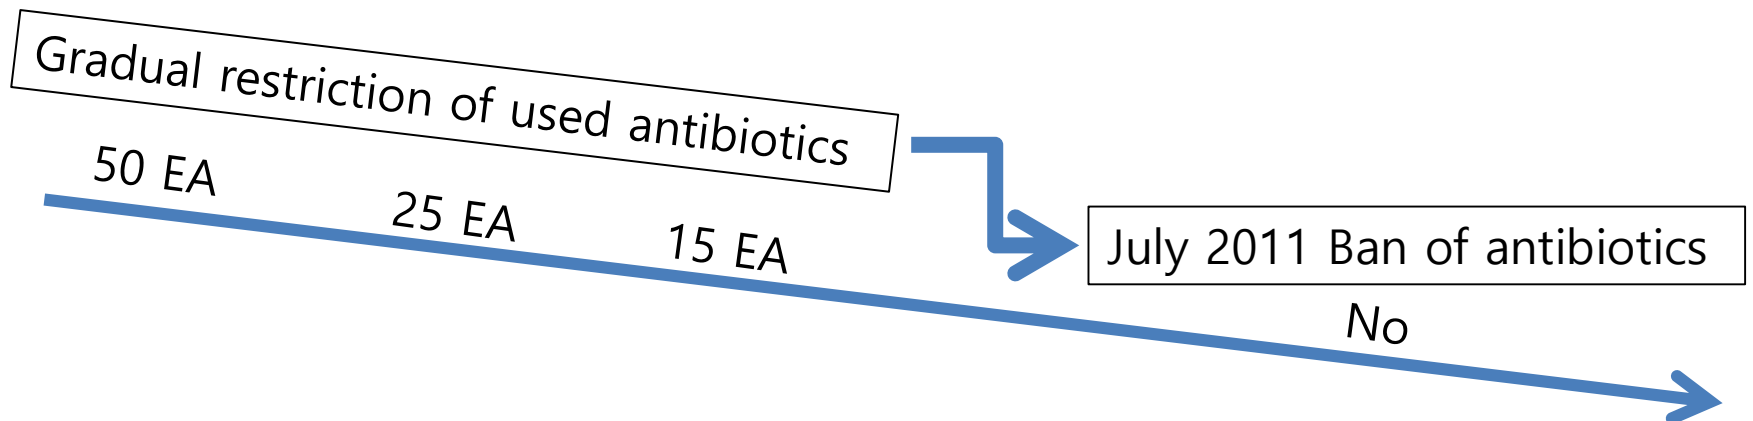 Gradual restriction of used antibiotics
50 EA
25 EA
15 EA
July 2011 Ban of antibiotics
No